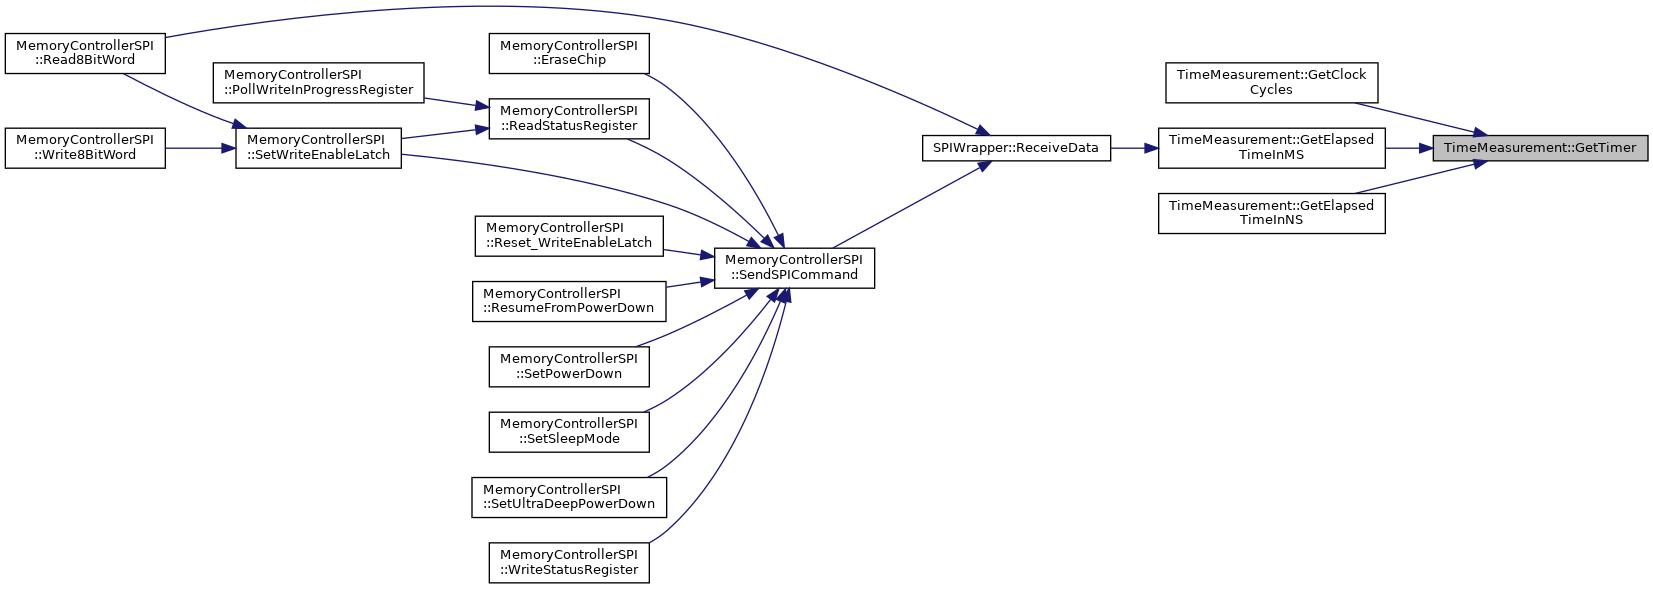 MemoryControllerSPI
::Read8BitWord
MemoryControllerSPI
::Write8BitWord
MemoryControllerSPI
::PollWriteInProgressRegister
MemoryControllerSPI
::SetWriteEnableLatch
MemoryControllerSPI
::EraseChip
MemoryControllerSPI
::ReadStatusRegister
MemoryControllerSPI
::Reset_WriteEnableLatch
MemoryControllerSPI
::ResumeFromPowerDown
MemoryControllerSPI
::SetPowerDown
MemoryControllerSPI
::SetSleepMode
MemoryControllerSPI
::SetUltraDeepPowerDown
MemoryControllerSPI
::WriteStatusRegister
MemoryControllerSPI
::SendSPICommand
SPIWrapper::ReceiveData
TimeMeasurement::GetClock
Cycles
TimeMeasurement::GetElapsed
TimeInMS
TimeMeasurement::GetElapsed
TimeInNS
TimeMeasurement::GetTimer